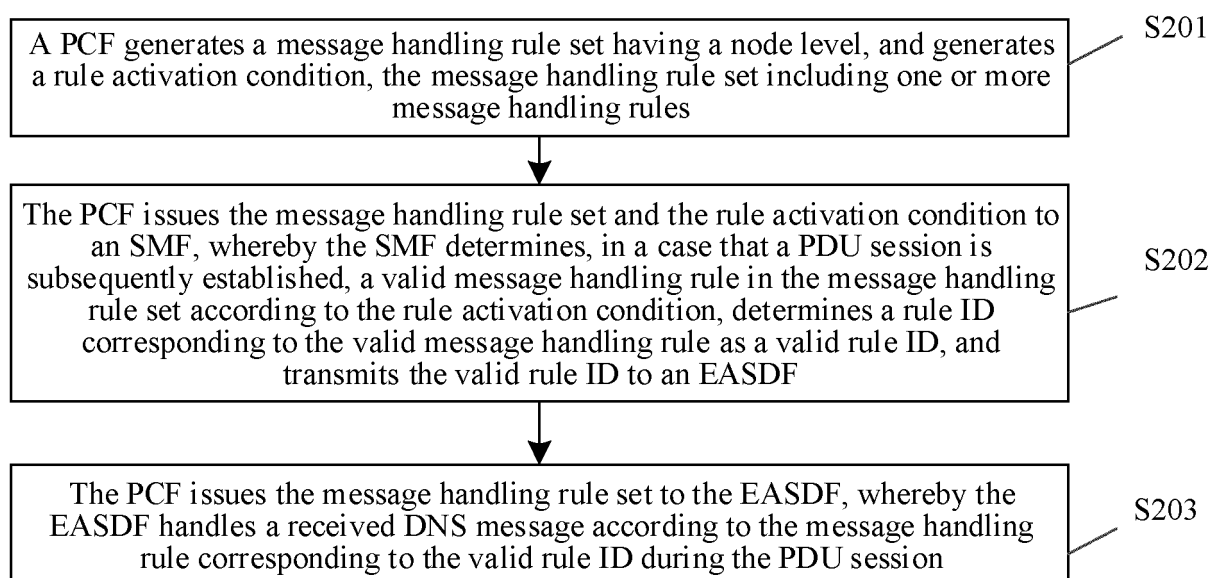 A PCF generates a message handling rule set having a node level, and generates
a rule activation condition, the message handling rule set including one or more
message handling rules
S201
The PCF issues the message handling rule set and the rule activation condition to
an SMF, whereby the SMF determines, in a case that a PDU session is
subsequently established, a valid message handling rule in the message handling
rule set according to the rule activation condition, determines a rule ID
corresponding to the valid message handling rule as a valid rule ID, and
transmits the valid rule ID to an EASDF
S202
The PCF issues the message handling rule set to the EASDF, whereby the
EASDF handles a received DNS message according to the message handling
rule corresponding to the valid rule ID during the PDU session
S203